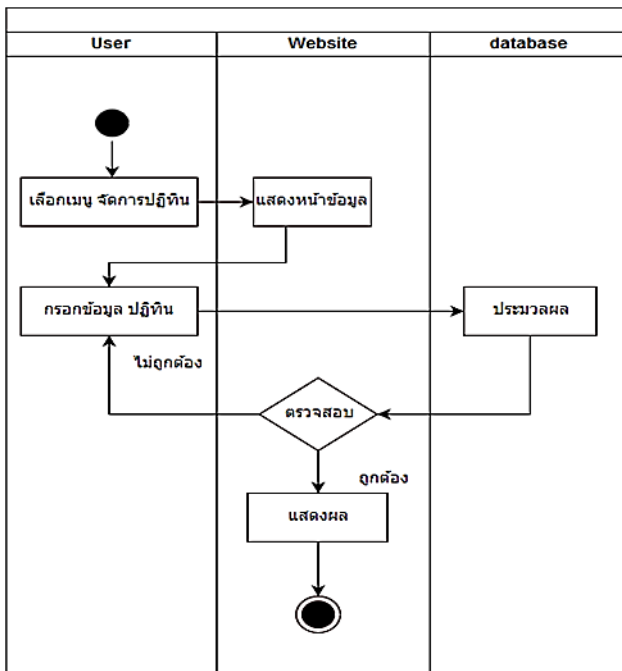 User
Website
database
เลือกเมนู จัดการปฏิทิน
แสดงหน้าข้อมูล
กรอกข้อมูล ปฏิทิน
ประมวลผล
ไม่ถูกต้อง
ตรวจสอบ
ถูกต้อง
แสดงผล